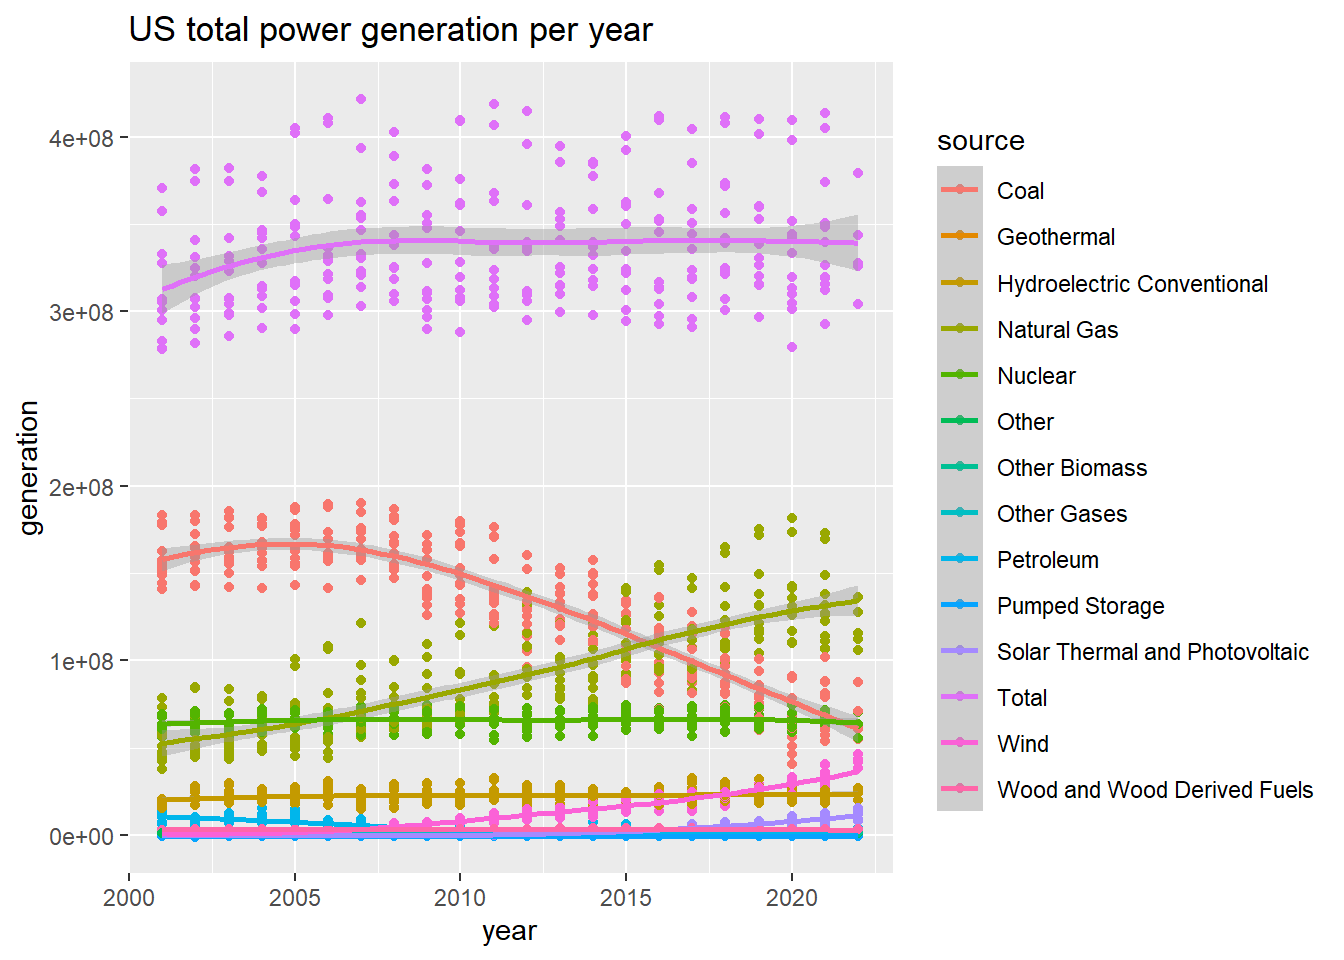 US total power generation per year
4e+08
3e+08
2e+08
1e+08
0e+00
generation
2000
2005
2010
2015
2020
year
source
Coal
Geothermal
Hydroelectric Conventional
Natural Gas
Nuclear
Other
Other Biomass
Other Gases
Petroleum
Pumped Storage
Solar Thermal and Photovoltaic
Total
Wind
Wood and Wood Derived Fuels